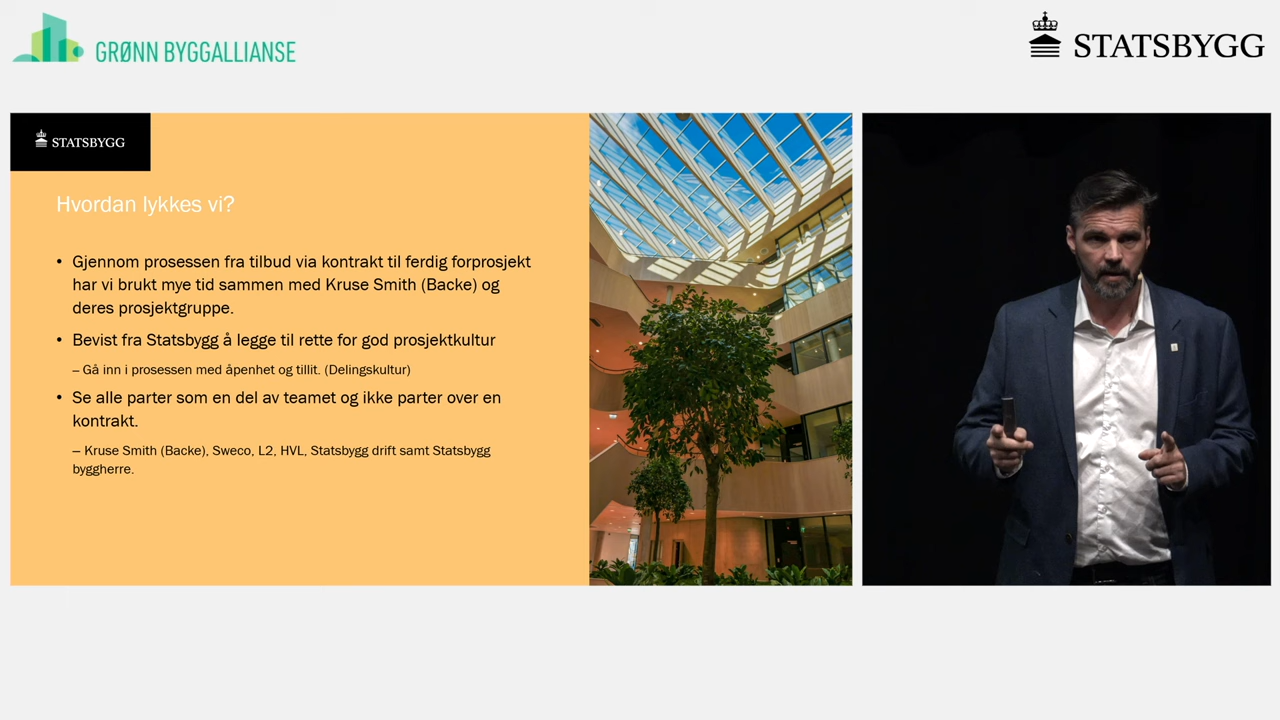 GRØNN BYGGALLIANSE
STATSBYGG
STATSBYGG
Hvordan lykkes vi?
• Gjennom prosessen fra tilbud via kontrakt til ferdig forprosjekt
har vi brukt mye tid sammen med Kruse Smith (Backe) og
deres prosjektgruppe.
• Bevist fra Statsbygg å legge til rette for god prosjektkultur
– Gå inn i prosessen med åpenhet og tillit. (Delingskultur)
• Se alle parter som en del av teamet og ikke parter over en
kontrakt.
– Kruse Smith (Backe), Sweco, L2, HVL, Statsbygg drift samt Statsbygg
byggherre.